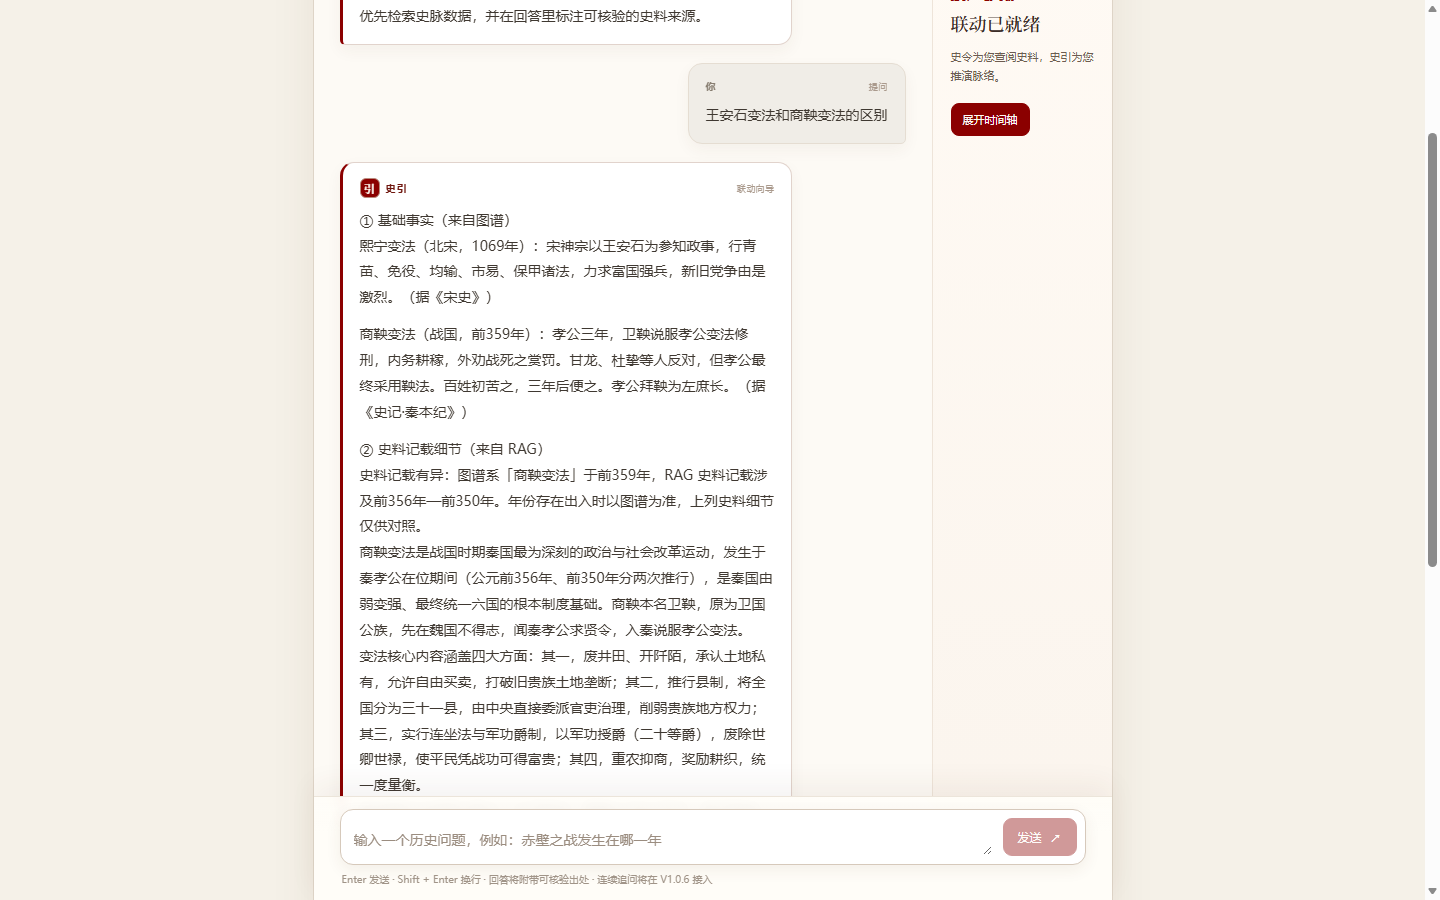 优先检索史脉数据，并在回答里标注可核验的史料来源。
你
提问
王安石变法和商鞅变法的区别
引 史引
联动向导
① 基础事实（来自图谱）
熙宁变法（北宋，1069年）：宋神宗以王安石为参知政事，行青
苗、免役、均输、市易、保甲诸法，力求富国强兵，新旧党争由是
激烈。（据《宋史》）
商鞅变法（战国，前359年）：孝公三年，卫鞅说服孝公变法修
刑，内务耕稼，外劝战死之赏罚。甘龙、杜挚等人反对，但孝公最
终采用鞅法。百姓初苦之，三年后便之。孝公拜鞅为左庶长。（据
《史记·秦本纪》）
② 史料记载细节（来自 RAG）
史料记载有异：图谱系「商鞅变法」于前359年，RAG 史料记载涉
及前356年—前350年。年份存在出入时以图谱为准，上列史料细节
仅供对照。
商鞅变法是战国时期秦国最为深刻的政治与社会改革运动，发生于
秦孝公在位期间（公元前356年、前350年分两次推行），是秦国由
弱变强、最终统一六国的根本制度基础。商鞅本名卫鞅，原为卫国
公族，先在魏国不得志，闻秦孝公求贤令，入秦说服孝公变法。
变法核心内容涵盖四大方面：其一，废井田、开阡陌，承认土地私
有，允许自由买卖，打破旧贵族土地垄断；其二，推行县制，将全
国分为三十一县，由中央直接委派官吏治理，削弱贵族地方权力；
其三，实行连坐法与军功爵制，以军功授爵（二十等爵），废除世
卿世禄，使平民凭战功可得富贵；其四，重农抑商，奖励耕织，统
一度量衡。
联动已就绪
史令为您查阅史料，史引为您
推演脉络。
展开时间轴
输入一个历史问题，例如：赤壁之战发生在哪一年
发送 ↗
Enter 发送 · Shift + Enter 换行 · 回答将附带可核验出处 · 连续追问将在 V1.0.6 接入